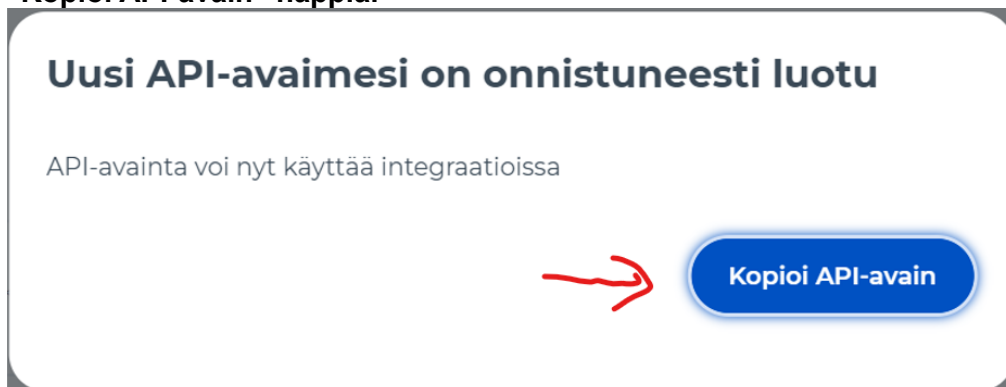 Uusi API-avaimesi on onnistuneesti luotu
API-avainta voi nyt käyttää integraatioissa
Kopioi API-avain